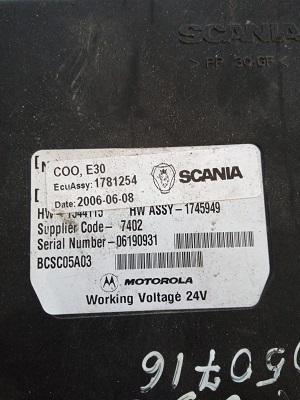 SCANIA
> PP 30 GF <
COO, E30
EcuAssy: 1781254
Date: 2006-06-08
SCANIA
HW ASSY-1745949
Supplier Code- 7402
Serial Number- 06190931
BCSC05A03
MOTOROLA
Working Voltage 24V
050716